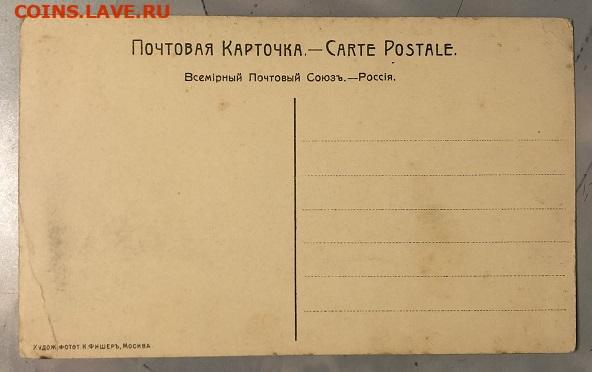 COINS.LAVE.RU
Почтовая Карточка.—Carte Postale.
Всемірный Почтовый Союзъ.—Россія.
Худож. фотот. К. Фишеръ, Москва